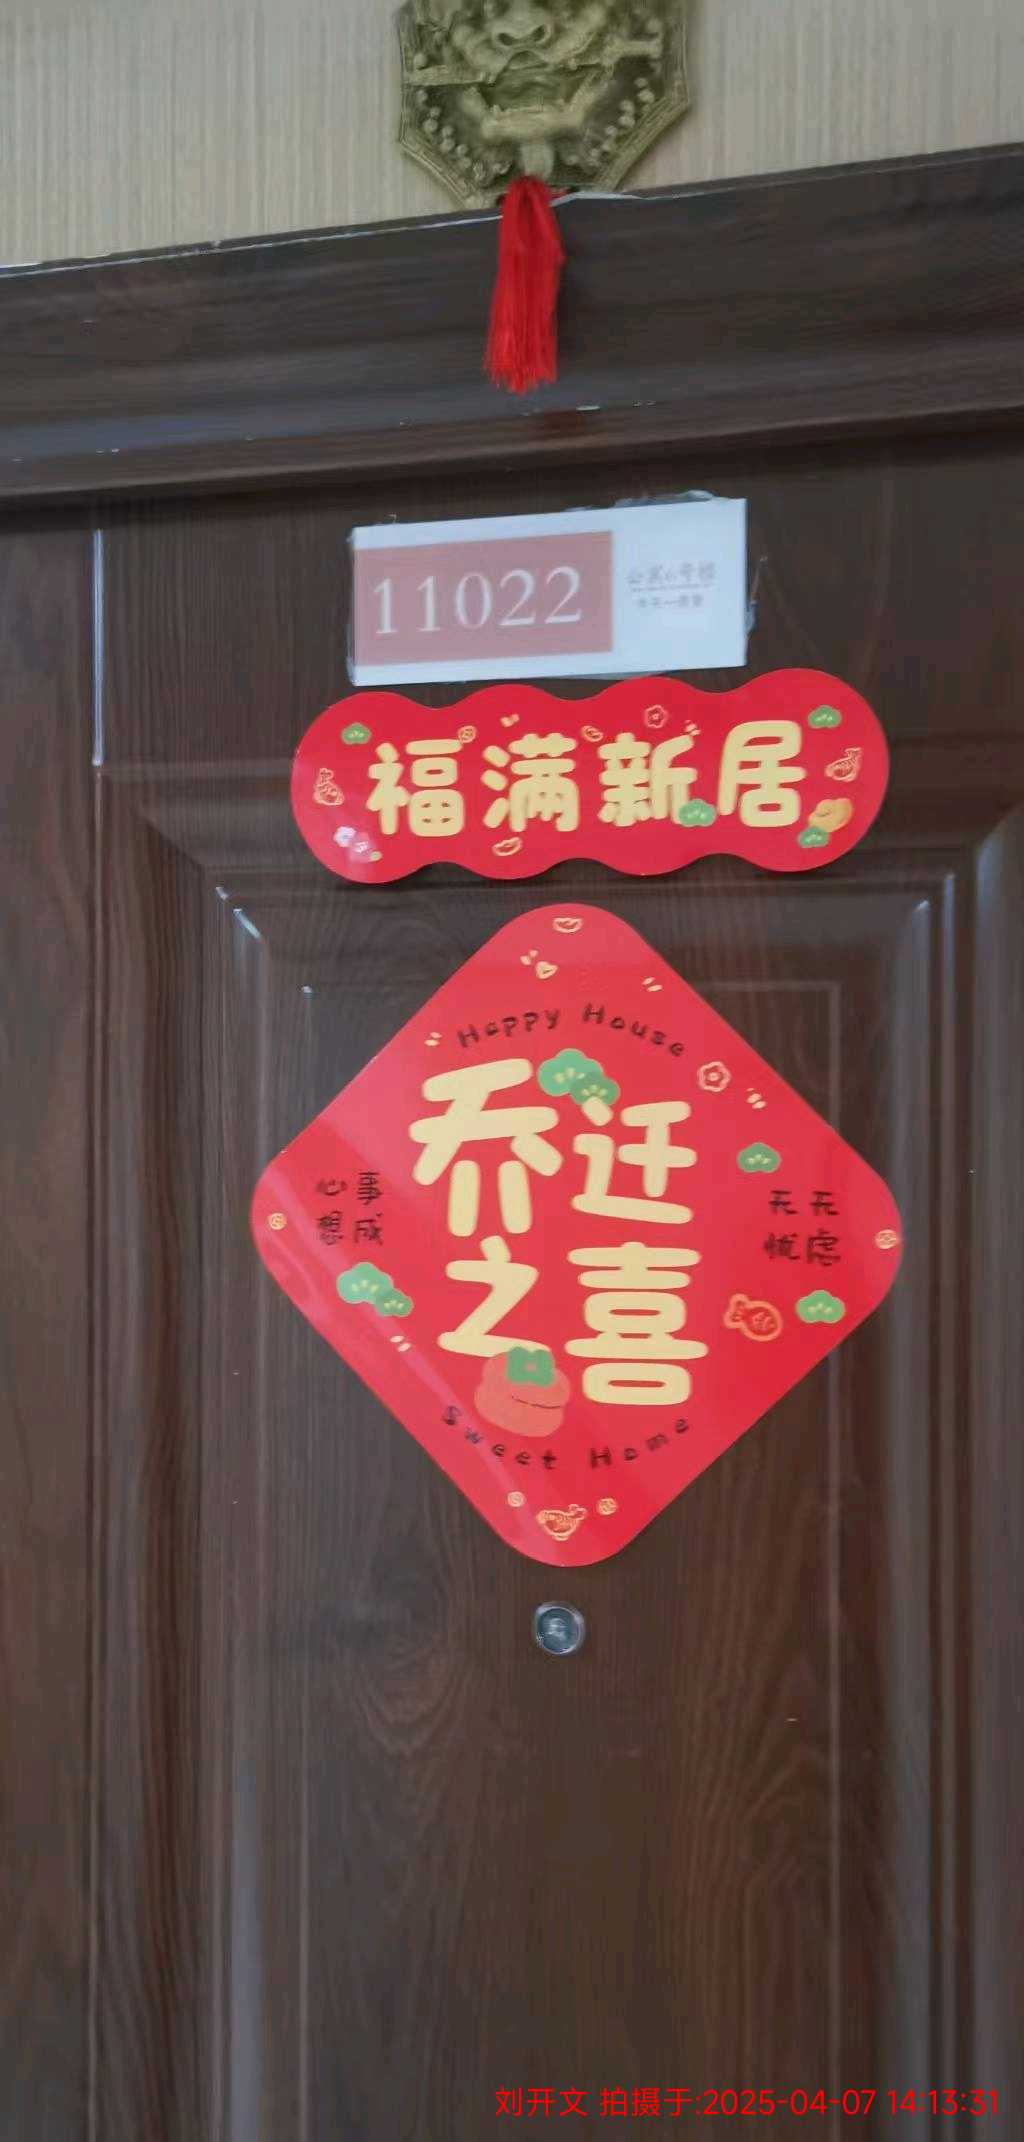 11022
福满新居
Happy House
乔迁
之喜
心事
想成
无无
忧虑
Sweet Home
刘开文 拍摄于:2025-04-07 14:13:31